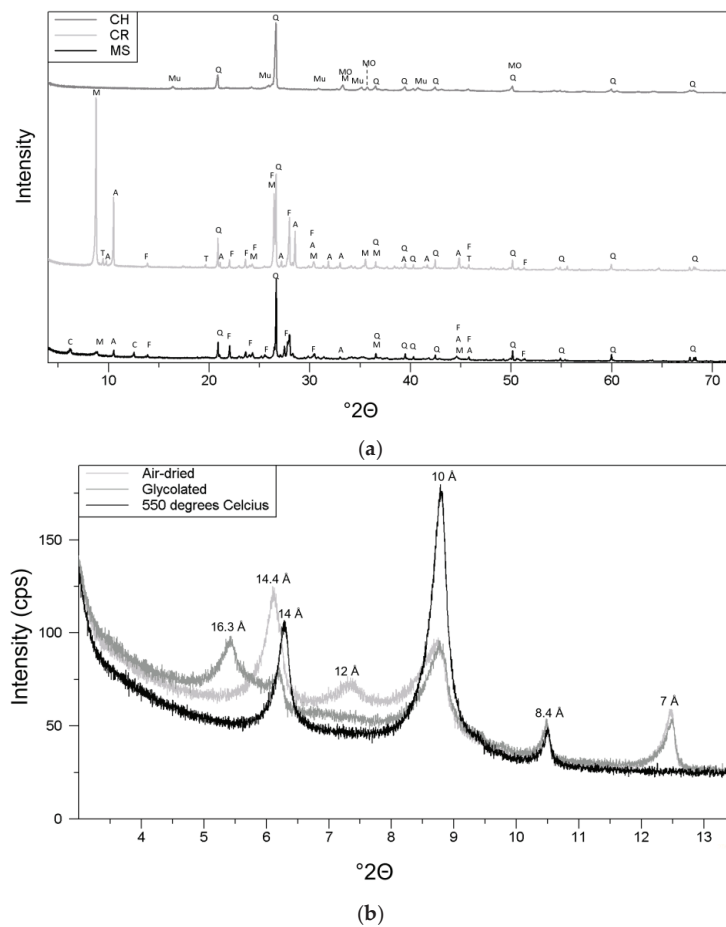 CH
CR
MS
Q
Mu
Q
Mu
Mu
MO
M
Mu
MO
Q
Q
Mu
Q
MO
Q
Q
Q
M
T
A
A
F
T
Q
A
F
F
F
M
F
M
Q
A
F
A
F
A
M
A
A
M
Q
M
Q
A
Q
A
Q
A
F
T
Q
F
Q
Q
Q
C
M
A
C
F
Q
F
F
F
Q
F
F
A
Q
M
Q
Q
Q
F
A
M
F
A
Q
F
Q
Q
Q
Intensity
10
20
30
40
50
60
70
°2Θ
(a)
Air-dried
Glycolated
550 degrees Celcius
10 Å
14.4 Å
14 Å
16.3 Å
12 Å
8.4 Å
7 Å
Intensity (cps)
150
100
50
0
4
5
6
7
8
9
10
11
12
13
°2Θ
(b)